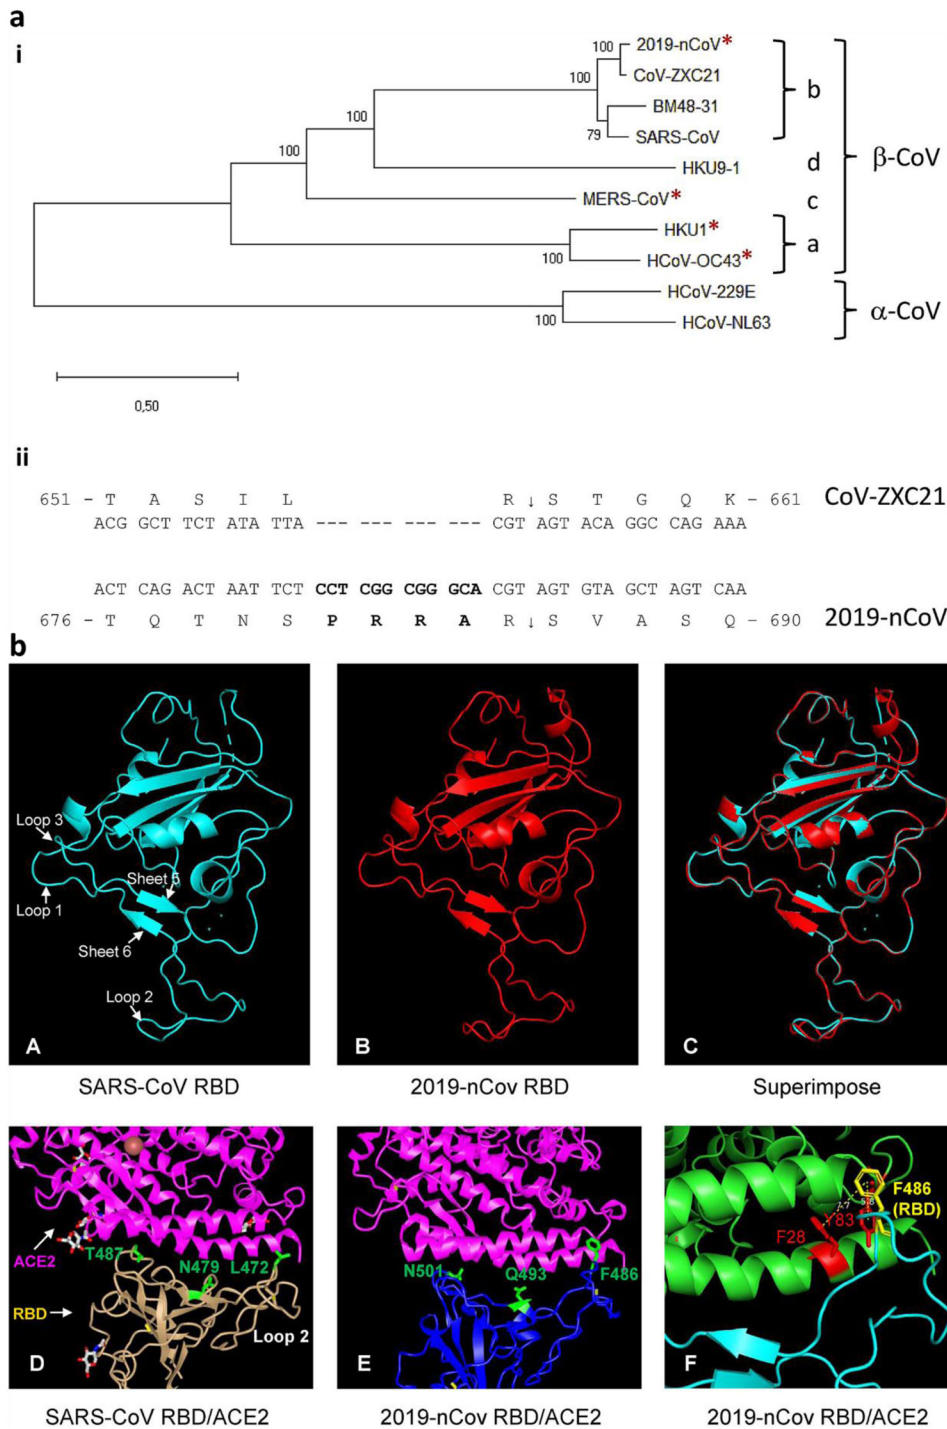 a
i
100
2019-nCoV*
CoV-ZXC21
100
BM48-31
79
SARS-CoV
b
100
HKU9-1
d
β-CoV
100
MERS-CoV*
c
HKU1*
HCoV-OC43*
100
a
HCoV-229E
HCoV-NL63
100
α-CoV
0,50
ii
651 - T A S I L R ↓ S T G Q K - 661 CoV-ZXC21
ACG GCT TCT ATA TTA --- --- --- --- CGT AGT ACA GGC CAG AAA
ACT CAG ACT AAT TCT CCT CGG CGG GCA CGT AGT GTA GCT AGT CAA
676 - T Q T N S P R R A R ↓ S V A S Q - 690 2019-nCoV
b
Loop 3
Sheet 5
Loop 1
Sheet 6
Loop 2
A
B
C
SARS-CoV RBD
2019-nCov RBD
Superimpose
ACE2
T487
N479
L472
RBD
Loop 2
D
N501
Q493
F486
E
F486
(RBD)
Y83
F28
F
SARS-CoV RBD/ACE2
2019-nCov RBD/ACE2
2019-nCov RBD/ACE2